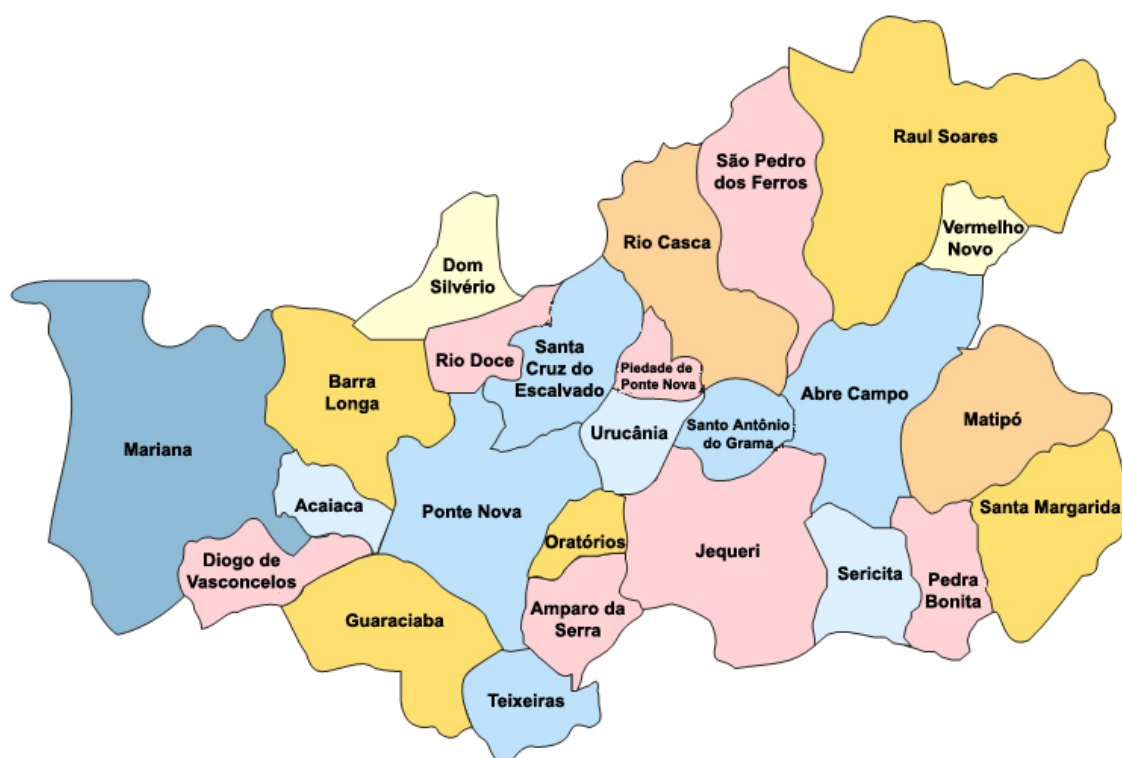 Raul Soares
São Pedro
dos Ferros
Vermelho
Novo
Rio Casca
Dom
Silvério
Rio Doce
Santa
Cruz do
Escalvado
Piedade de
Ponte Nova
Barra
Longa
Abre Campo
Mariana
Urucânia
Santo Antônio
do Grama
Matipó
Acaiaca
Ponte Nova
Santa Margarida
Oratórios
Jequeri
Diogo de
Vasconcelos
Sericita
Pedra
Bonita
Guaraciaba
Amparo da
Serra
Teixeiras